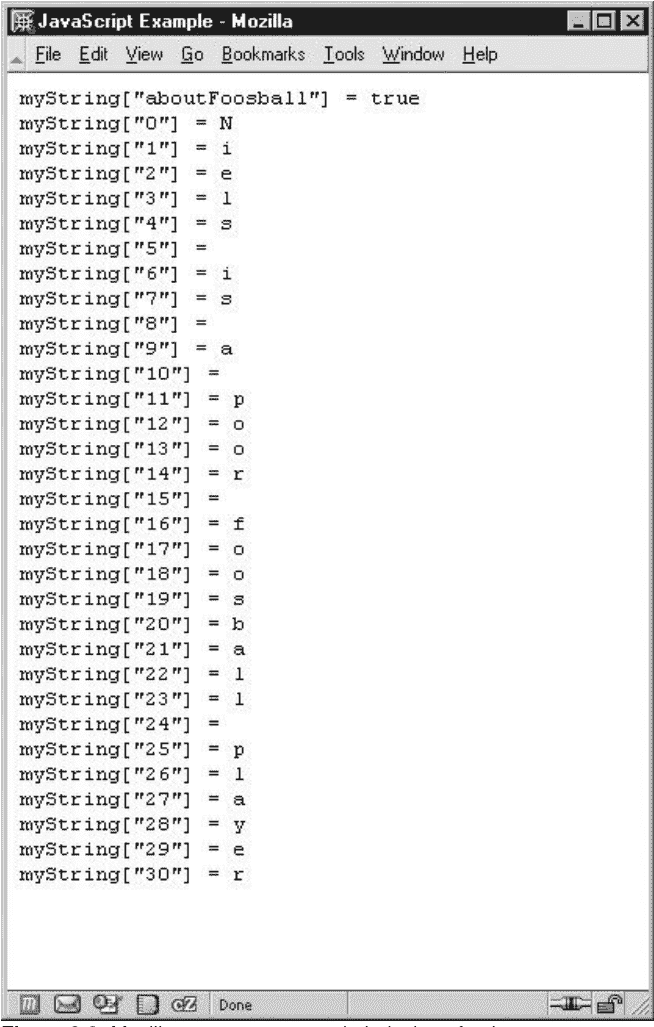 JavaScript Example - Mozilla
File Edit View Go Bookmarks Tools Window Help
myString["aboutFoosball"] = true
myString["0"] = N
myString["1"] = i
myString["2"] = e
myString["3"] = l
myString["4"] = s
myString["5"] =
myString["6"] = i
myString["7"] = s
myString["8"] =
myString["9"] = a
myString["10"] =
myString["11"] = p
myString["12"] = o
myString["13"] = o
myString["14"] = r
myString["15"] =
myString["16"] = f
myString["17"] = o
myString["18"] = o
myString["19"] = s
myString["20"] = b
myString["21"] = a
myString["22"] = l
myString["23"] = l
myString["24"] =
myString["25"] = p
myString["26"] = l
myString["27"] = a
myString["28"] = y
myString["29"] = e
myString["30"] = r
cZ Done